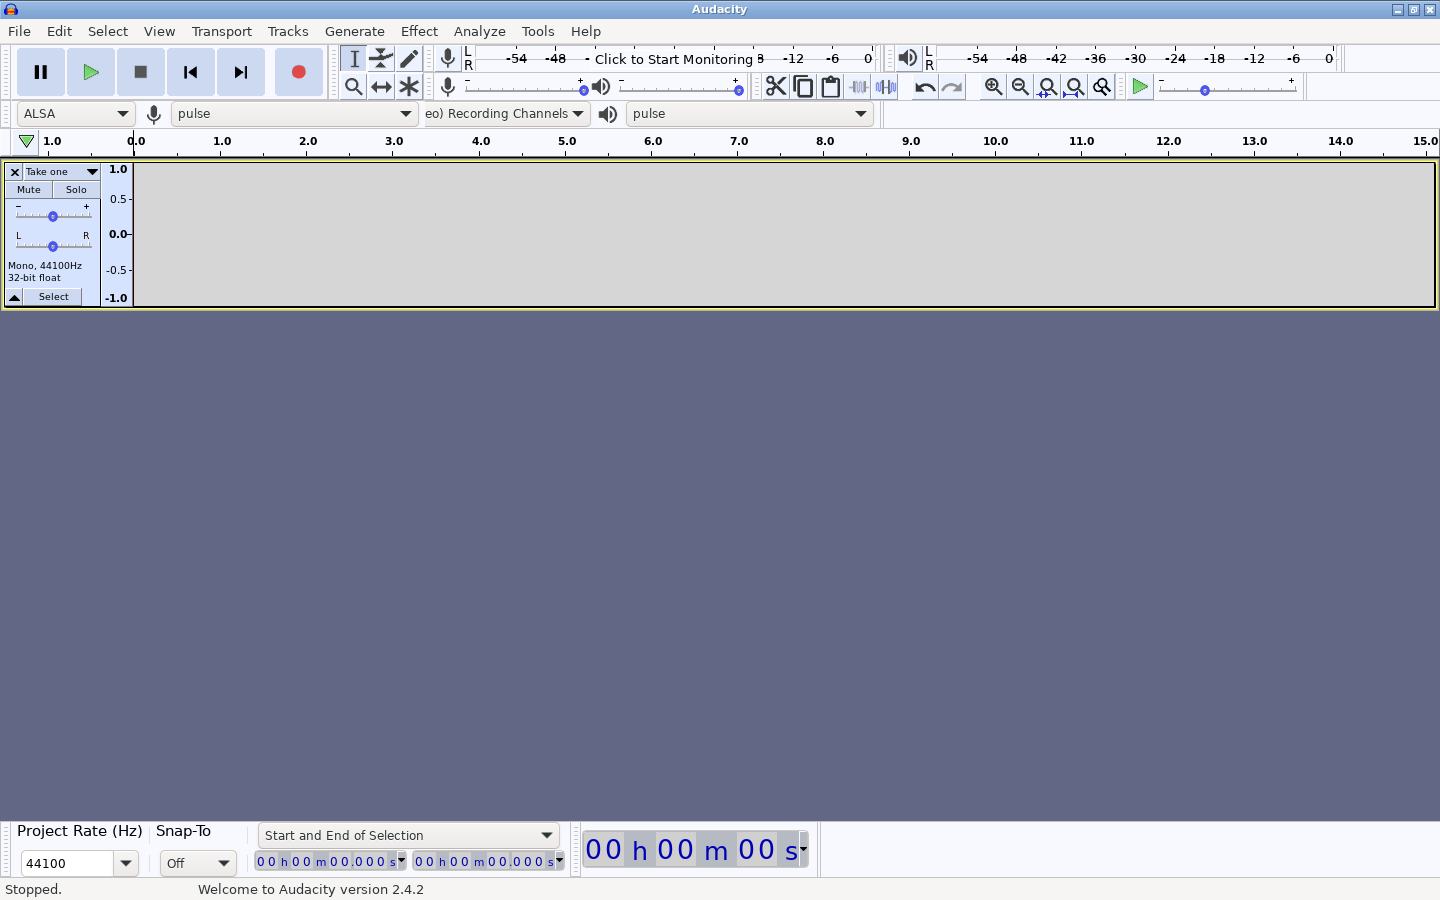 Audacity
File Edit Select View Transport Tracks Generate Effect Analyze Tools Help
L R -54 -48 - Click to Start Monitoring -12 -6 0 L R -54 -48 -42 -36 -30 -24 -18 -12 -6 0
- + - + - +
ALSA pulse eo) Recording Channels pulse
1.0 0.0 1.0 2.0 3.0 4.0 5.0 6.0 7.0 8.0 9.0 10.0 11.0 12.0 13.0 14.0 15.0
Take one 1.0
Mute Solo 0.5
- +
L R 0.0
Mono, 44100Hz -0.5
32-bit float
Select -1.0
Project Rate (Hz) Snap-To Start and End of Selection
44100 Off 00 h 00 m 00.000 s 00 h 00 m 00.000 s 00 h 00 m 00 s
Stopped. Welcome to Audacity version 2.4.2